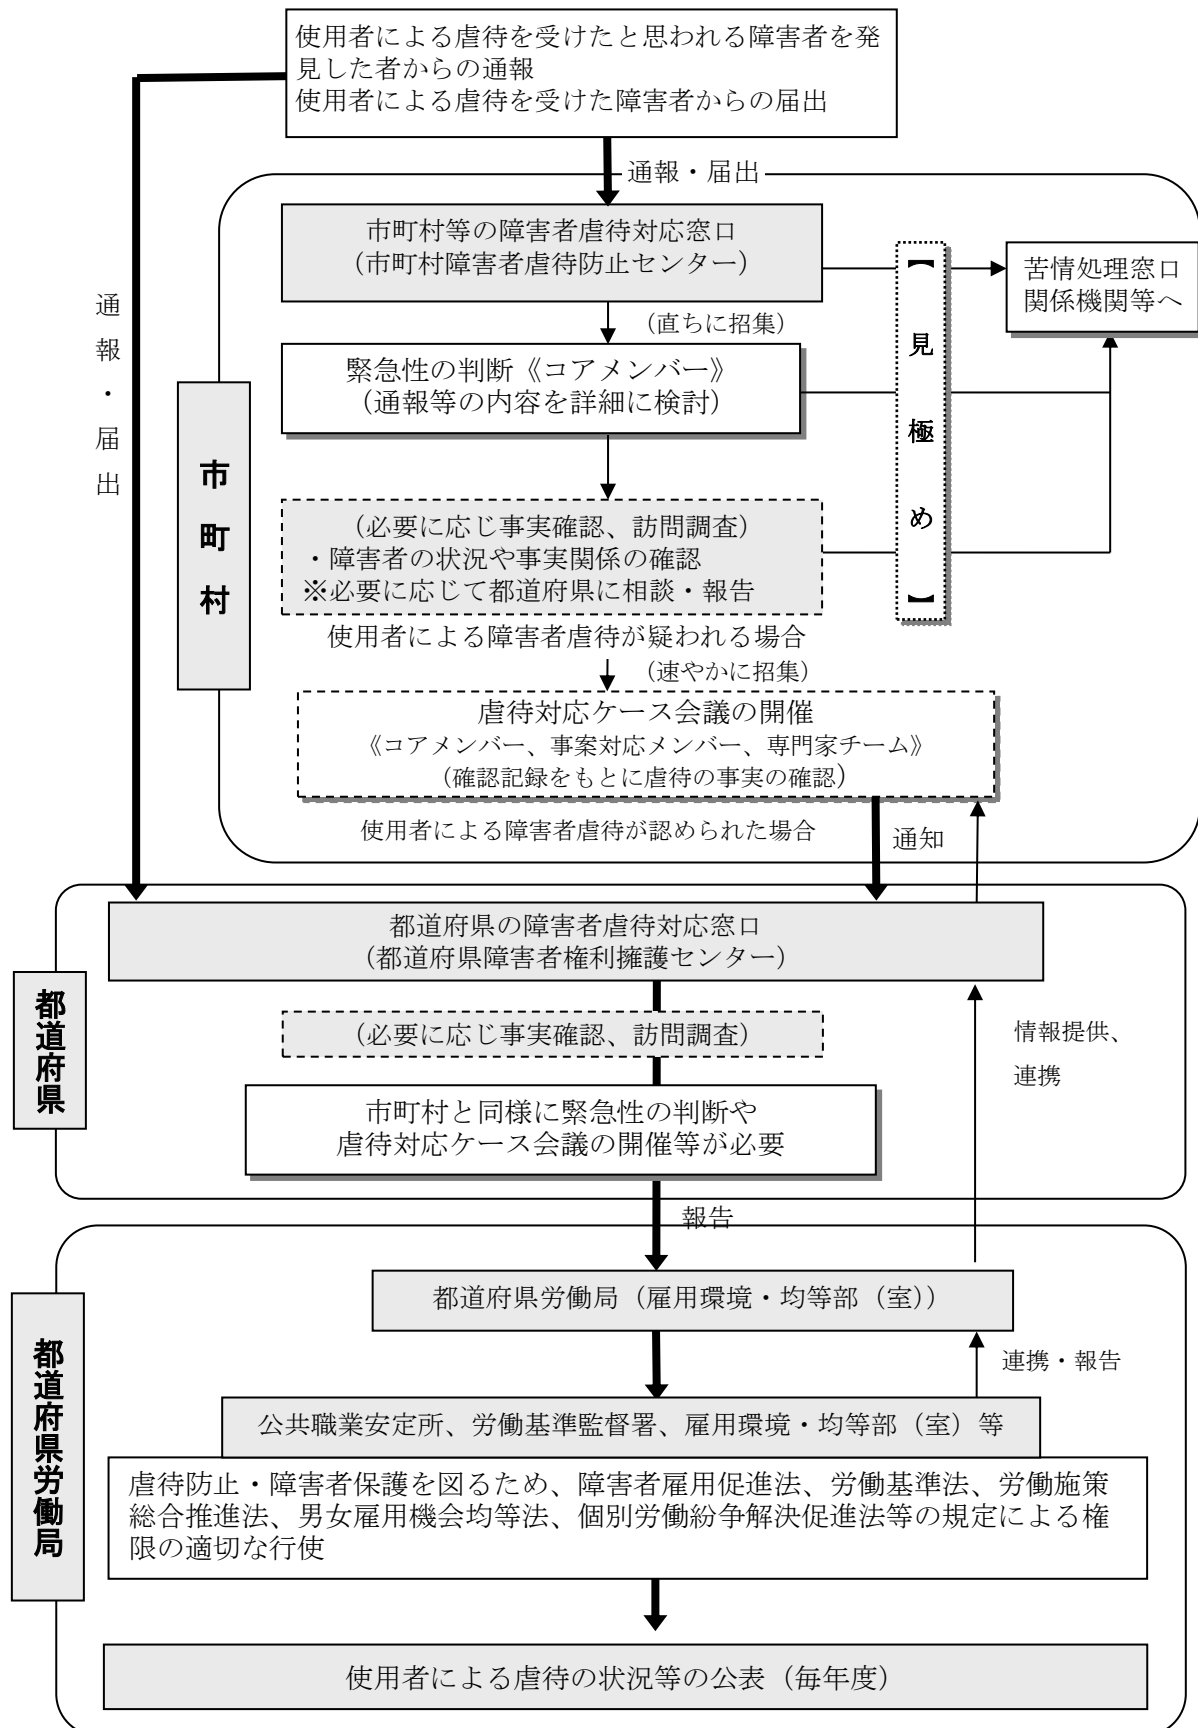 使用者による虐待を受けたと思われる障害者を発
見した者からの通報
使用者による虐待を受けた障害者からの届出
通報・届出
通報・届出
市町村
市町村等の障害者虐待対応窓口
（市町村障害者虐待防止センター）
【見極め】
苦情処理窓口
関係機関等へ
（直ちに招集）
緊急性の判断《コアメンバー》
（通報等の内容を詳細に検討）
（必要に応じ事実確認、訪問調査）
・障害者の状況や事実関係の確認
※必要に応じて都道府県に相談・報告
使用者による障害者虐待が疑われる場合
（速やかに招集）
虐待対応ケース会議の開催
《コアメンバー、事案対応メンバー、専門家チーム》
（確認記録をもとに虐待の事実の確認）
使用者による障害者虐待が認められた場合
通知
都道府県
都道府県の障害者虐待対応窓口
（都道府県障害者権利擁護センター）
（必要に応じ事実確認、訪問調査）
情報提供、
連携
市町村と同様に緊急性の判断や
虐待対応ケース会議の開催等が必要
報告
都道府県労働局
都道府県労働局（雇用環境・均等部（室））
連携・報告
公共職業安定所、労働基準監督署、雇用環境・均等部（室）等
虐待防止・障害者保護を図るため、障害者雇用促進法、労働基準法、労働施策
総合推進法、男女雇用機会均等法、個別労働紛争解決促進法等の規定による権
限の適切な行使
使用者による虐待の状況等の公表（毎年度）